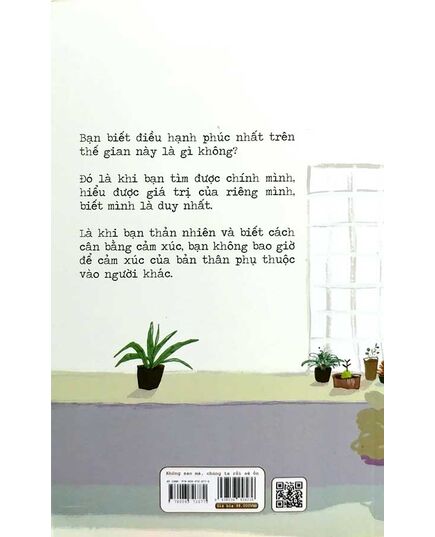 Bạn biết điều hạnh phúc nhất trên
thế gian này là gì không?
Đó là khi bạn tìm được chính mình,
hiểu được giá trị của riêng mình,
biết mình là duy nhất.
Là khi bạn thản nhiên và biết cách
cân bằng cảm xúc, bạn không bao giờ
để cảm xúc của bản thân phụ thuộc
vào người khác.
Không sao mà, chúng ta rồi sẽ ổn